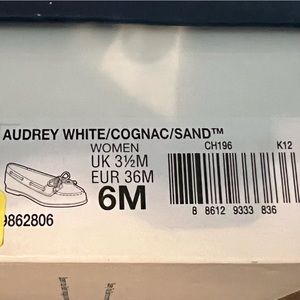 AUDREY WHITE/COGNAC/SAND™
WOMEN
UK 3½M
EUR 36M
6M
CH196 K12
8 8612 9333 836
9862806